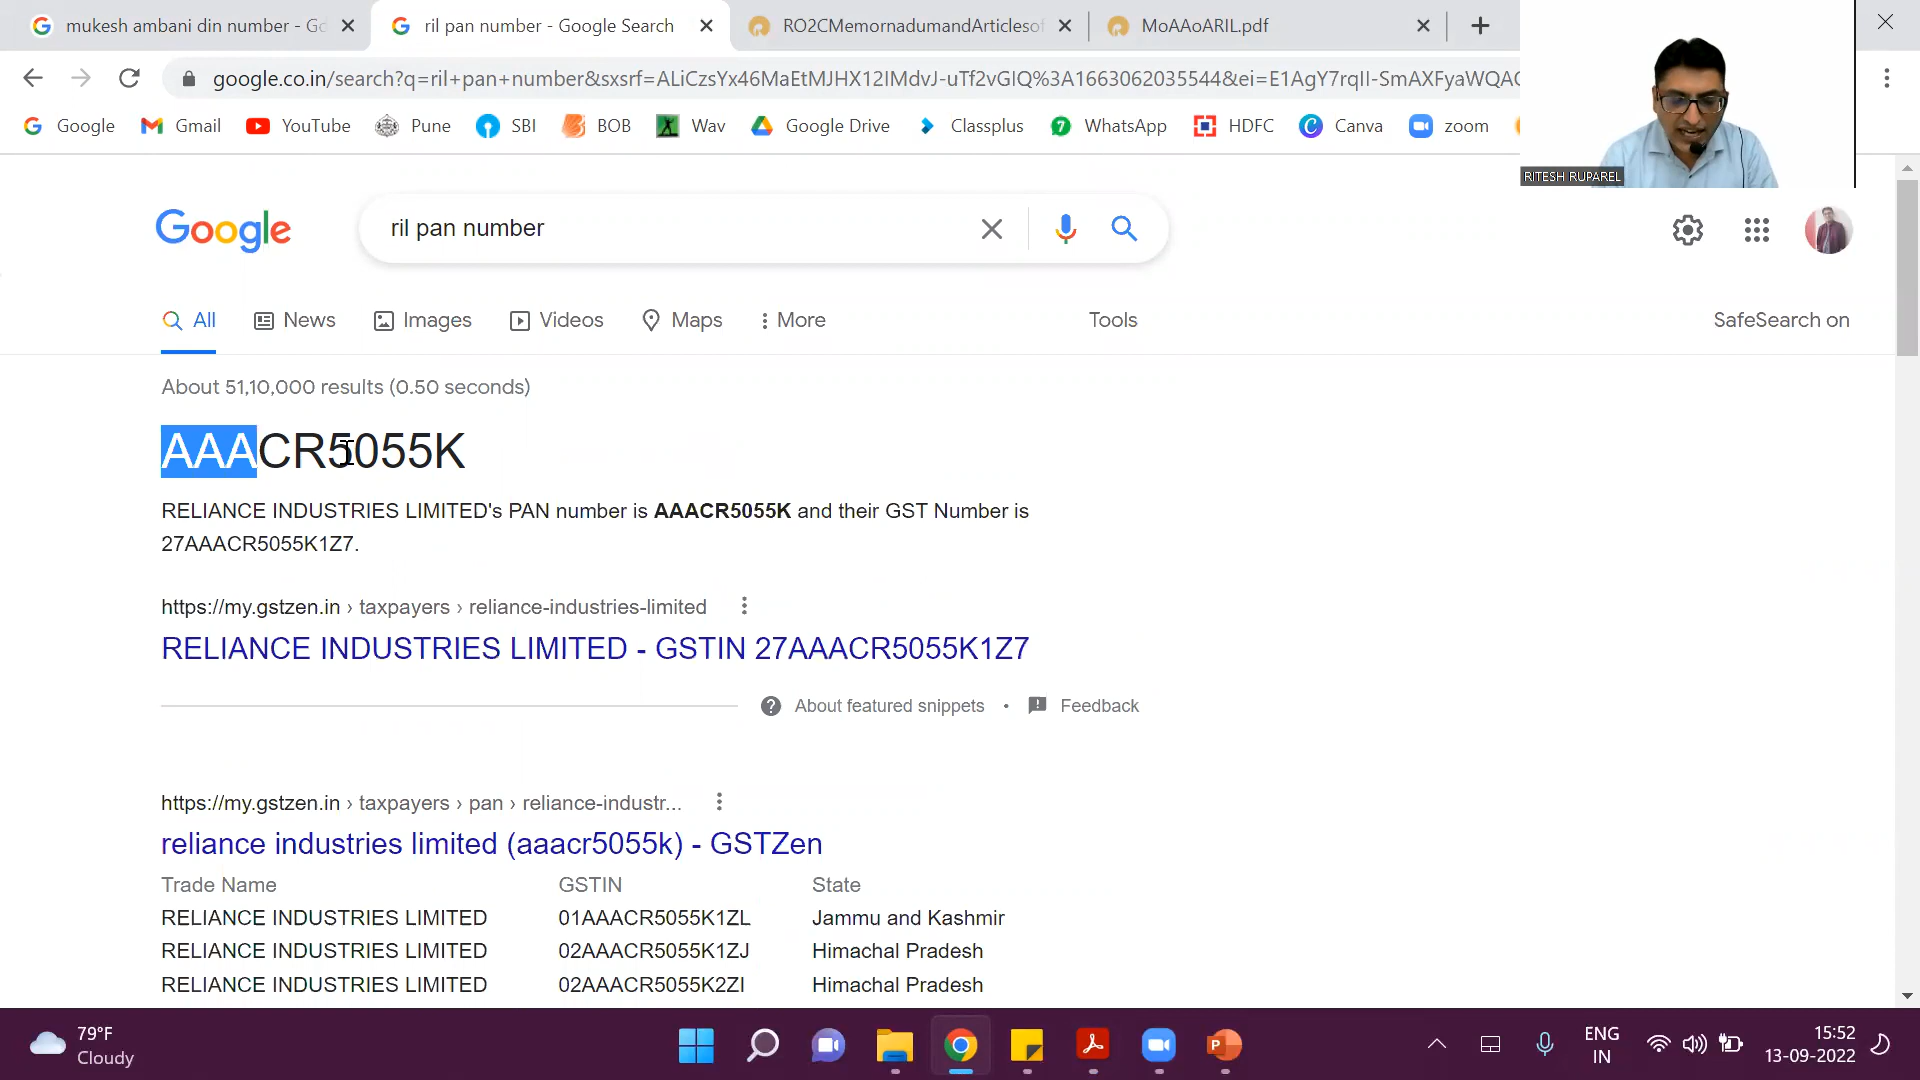 mukesh ambani din number - Go
ril pan number - Google Search
RO2CMemornadumandArticlesof
MoAAoARIL.pdf
google.co.in/search?q=ril+pan+number&sxsrf=ALiCzsYx46MaEtMJHX12IMdvJ-uTf2vGIQ%3A1663062035544&ei=E1AgY7rqII-SmAXFyaWQAC
Google
Gmail
YouTube
Pune
SBI
BOB
Wav
Google Drive
Classplus
WhatsApp
HDFC
Canva
zoom
RITESH RUPAREL
Google
ril pan number
All
News
Images
Videos
Maps
More
Tools
SafeSearch on
About 51,10,000 results (0.50 seconds)
AAACR5055K
RELIANCE INDUSTRIES LIMITED's PAN number is AAACR5055K and their GST Number is
27AAACR5055K1Z7.
https://my.gstzen.in › taxpayers › reliance-industries-limited
RELIANCE INDUSTRIES LIMITED - GSTIN 27AAACR5055K1Z7
About featured snippets • Feedback
https://my.gstzen.in › taxpayers › pan › reliance-industr...
reliance industries limited (aaacr5055k) - GSTZen
Trade Name GSTIN State
RELIANCE INDUSTRIES LIMITED 01AAACR5055K1ZL Jammu and Kashmir
RELIANCE INDUSTRIES LIMITED 02AAACR5055K1ZJ Himachal Pradesh
RELIANCE INDUSTRIES LIMITED 02AAACR5055K2ZI Himachal Pradesh
79°F
Cloudy
ENG
IN
15:52
13-09-2022